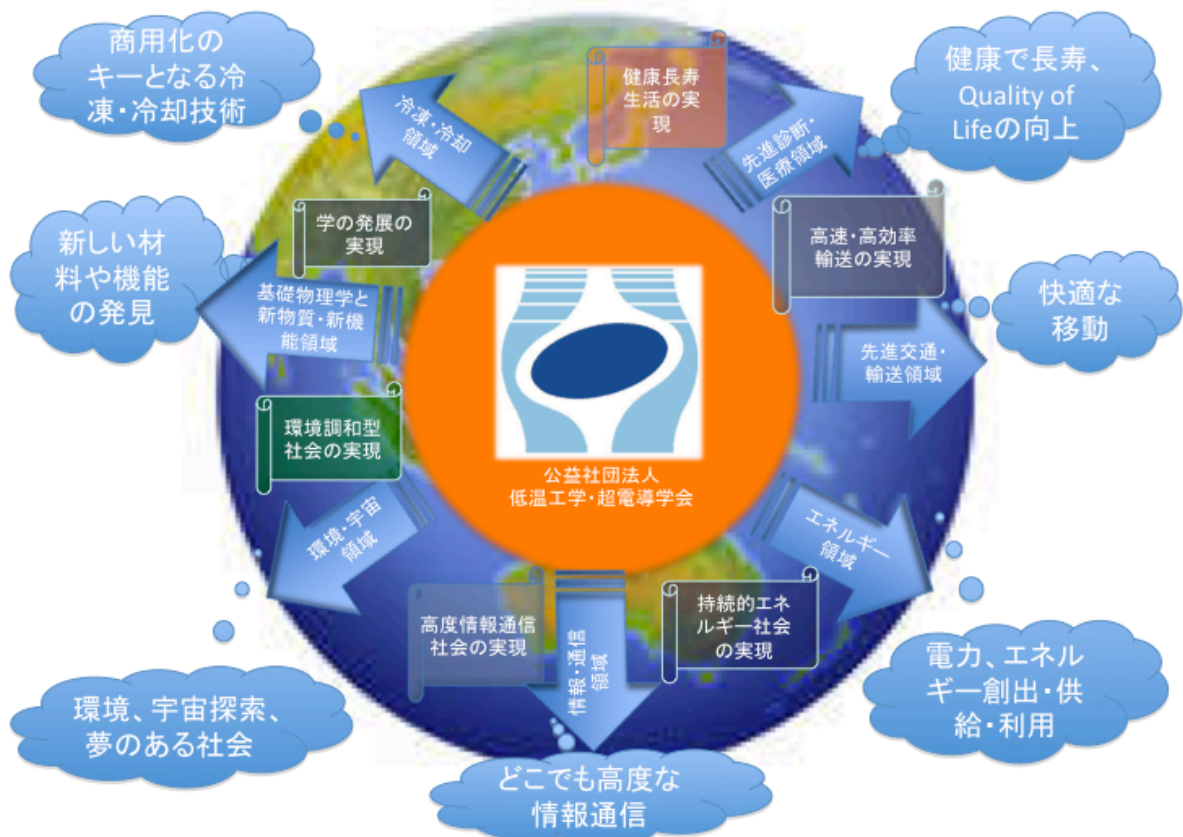 商用化の
キーとなる冷
凍・冷却技術
健康で長寿、
Quality of
Lifeの向上
健康長寿
生活の実
現
冷凍・冷却
領域
先進診断・
医療領域
学の発展の
実現
高速・高効率
輸送の実現
新しい材
料や機能
の発見
基礎物理学と
新物質・新機
能領域
快適な
移動
先進交通・
輸送領域
環境調和型
社会の実現
公益社団法人
低温工学・超電導学会
環境・宇宙
領域
エネルギー
領域
高度情報通信
社会の実現
情報・通信
領域
持続的エネ
ルギー社会
の実現
電力、エネル
ギー創出・供
給・利用
環境、宇宙探索、
夢のある社会
どこでも高度な
情報通信